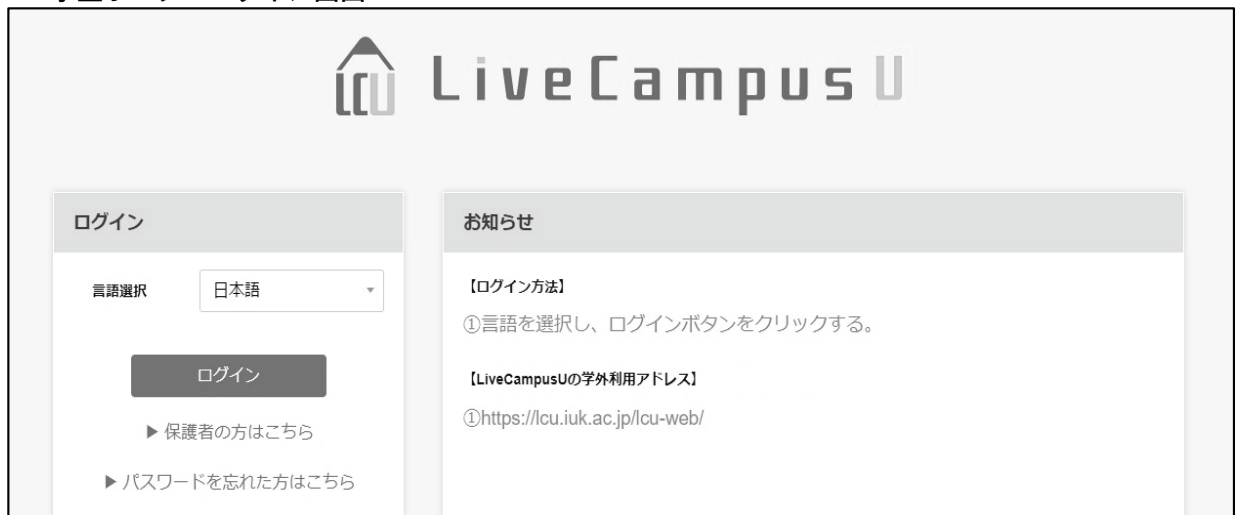 LCU LiveCampusU
ログイン
言語選択 日本語
ログイン
▶ 保護者の方はこちら
▶ パスワードを忘れた方はこちら
お知らせ
【ログイン方法】
①言語を選択し、ログインボタンをクリックする。
【LiveCampusUの学外利用アドレス】
①https://lcu.iuk.ac.jp/lcu-web/